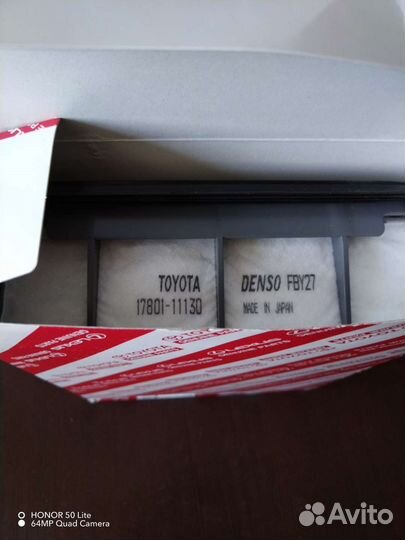 TOYOTA
17801-11130
DENSO FBY27
MADE IN JAPAN
HONOR 50 Lite
64MP Quad Camera
Avito